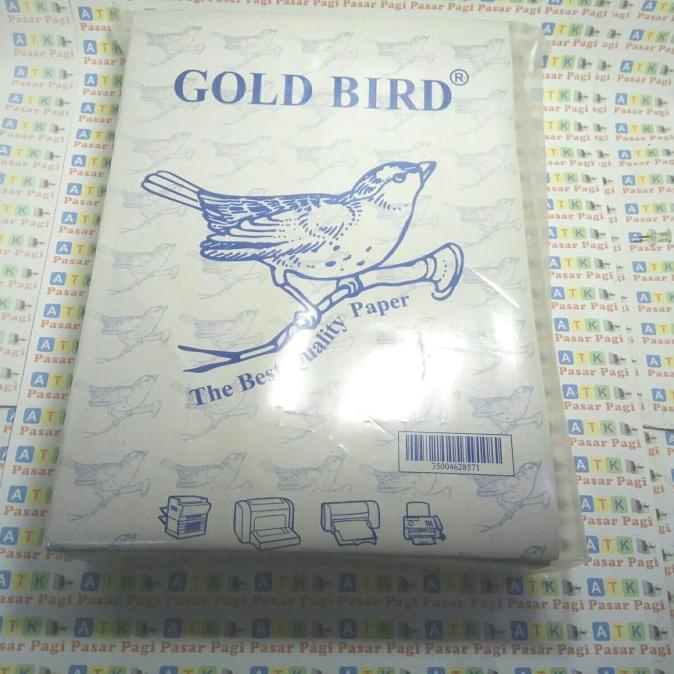 GOLD BIRD®
The Best Quality Paper
35004628571
ATK
Pasar Pagi